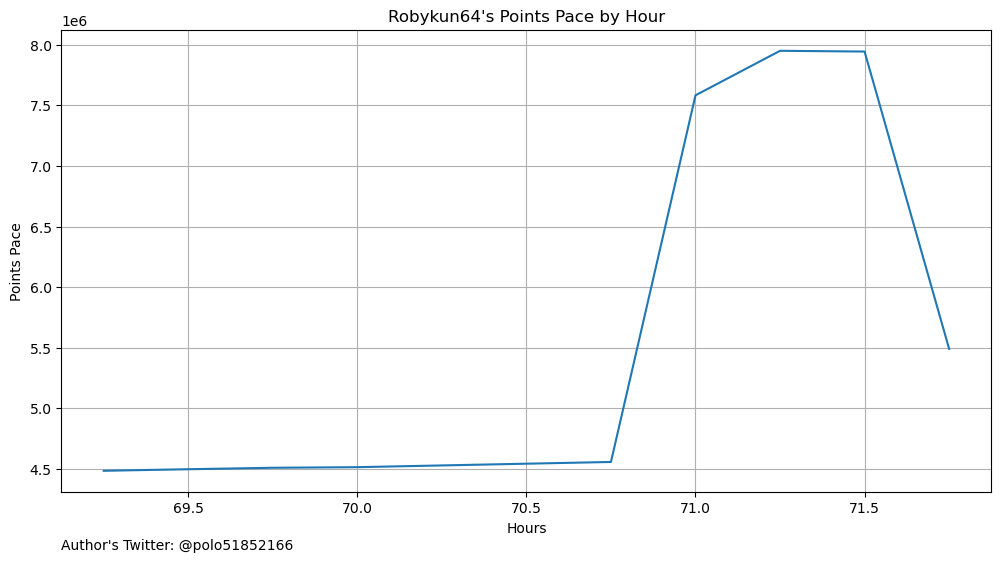 Robykun64's Points Pace by Hour
1e6
8.0
7.5
7.0
6.5
6.0
5.5
5.0
4.5
Points Pace
69.5 70.0 70.5 71.0 71.5
Hours
Author's Twitter: @polo51852166